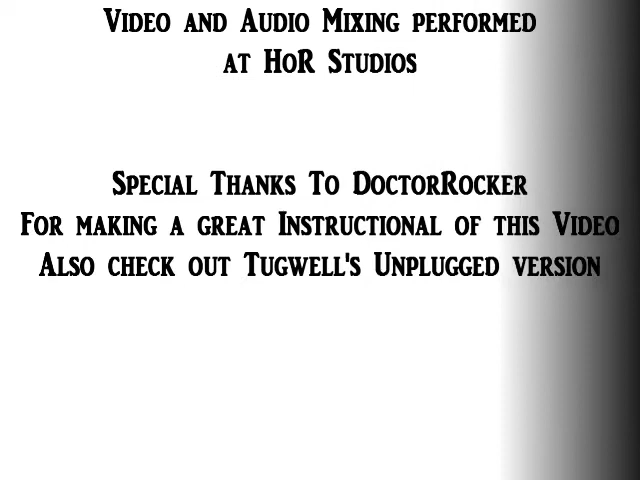 Video and Audio Mixing performed
at HoR Studios
Special Thanks To DoctorRocker
For making a great Instructional of this Video
Also check out Tugwell's Unplugged version